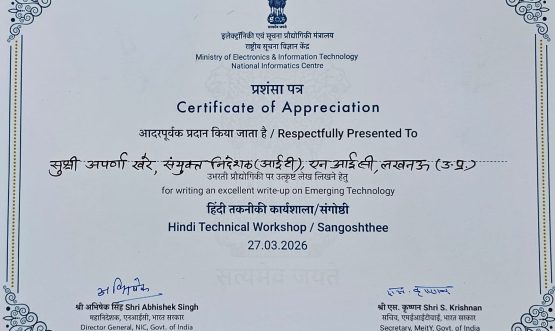 इलेक्ट्रॉनिकी एवं सूचना प्रौद्योगिकी मंत्रालय
राष्ट्रीय सूचना विज्ञान केंद्र
Ministry of Electronics & Information Technology
National Informatics Centre
प्रशंसा पत्र
Certificate of Appreciation
आदरपूर्वक प्रदान किया जाता है / Respectfully Presented To
सुश्री अपर्णा खरे, संयुक्त निदेशक (आईटी), एन आई सी, लखनऊ (उ.प्र.)
उभरती प्रौद्योगिकी पर उत्कृष्ट लेख लिखने हेतु
for writing an excellent write-up on Emerging Technology
हिंदी तकनीकी कार्यशाला/संगोष्ठी
Hindi Technical Workshop / Sangoshthee
27.03.2026
सत्यमेव जयते
अभिषेक
श्री अभिषेक सिंह Shri Abhishek Singh
महानिदेशक, एनआईसी, भारत सरकार
Director General, NIC, Govt. of India
श्री एस. कृष्णन Shri S. Krishnan
सचिव, एमईआईटीवाई, भारत सरकार
Secretary, MeitY, Govt. of India